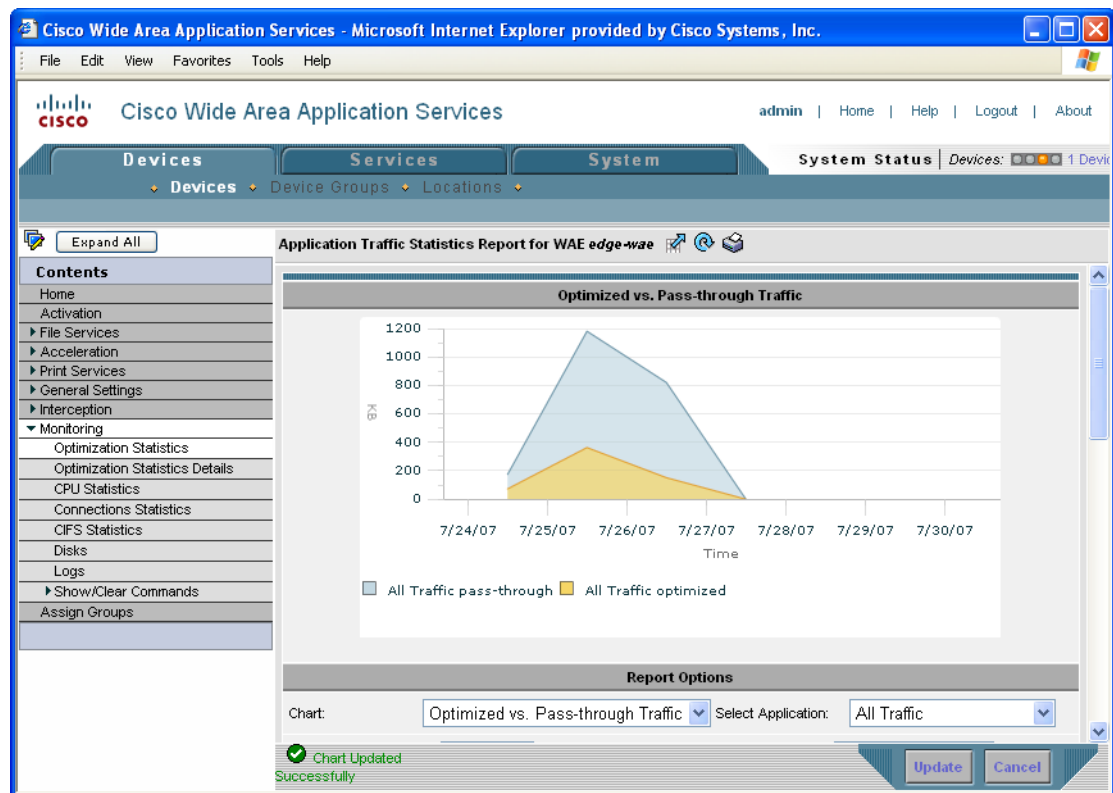 Cisco Wide Area Application Services - Microsoft Internet Explorer provided by Cisco Systems, Inc.
File Edit View Favorites Tools Help
CISCO Cisco Wide Area Application Services admin | Home | Help | Logout | About
Devices Services System System Status Devices: 1 Devic
Devices Device Groups Locations
Expand All
Application Traffic Statistics Report for WAE edge-wae
Contents
Home
Activation
File Services
Acceleration
Print Services
General Settings
Interception
Monitoring
Optimization Statistics
Optimization Statistics Details
CPU Statistics
Connections Statistics
CIFS Statistics
Disks
Logs
Show/Clear Commands
Assign Groups
Optimized vs. Pass-through Traffic
1200
1000
800
600
400
200
0
KB
7/24/07 7/25/07 7/26/07 7/27/07 7/28/07 7/29/07 7/30/07
Time
All Traffic pass-through All Traffic optimized
Report Options
Chart: Optimized vs. Pass-through Traffic Select Application: All Traffic
Chart Updated
Successfully
Update Cancel